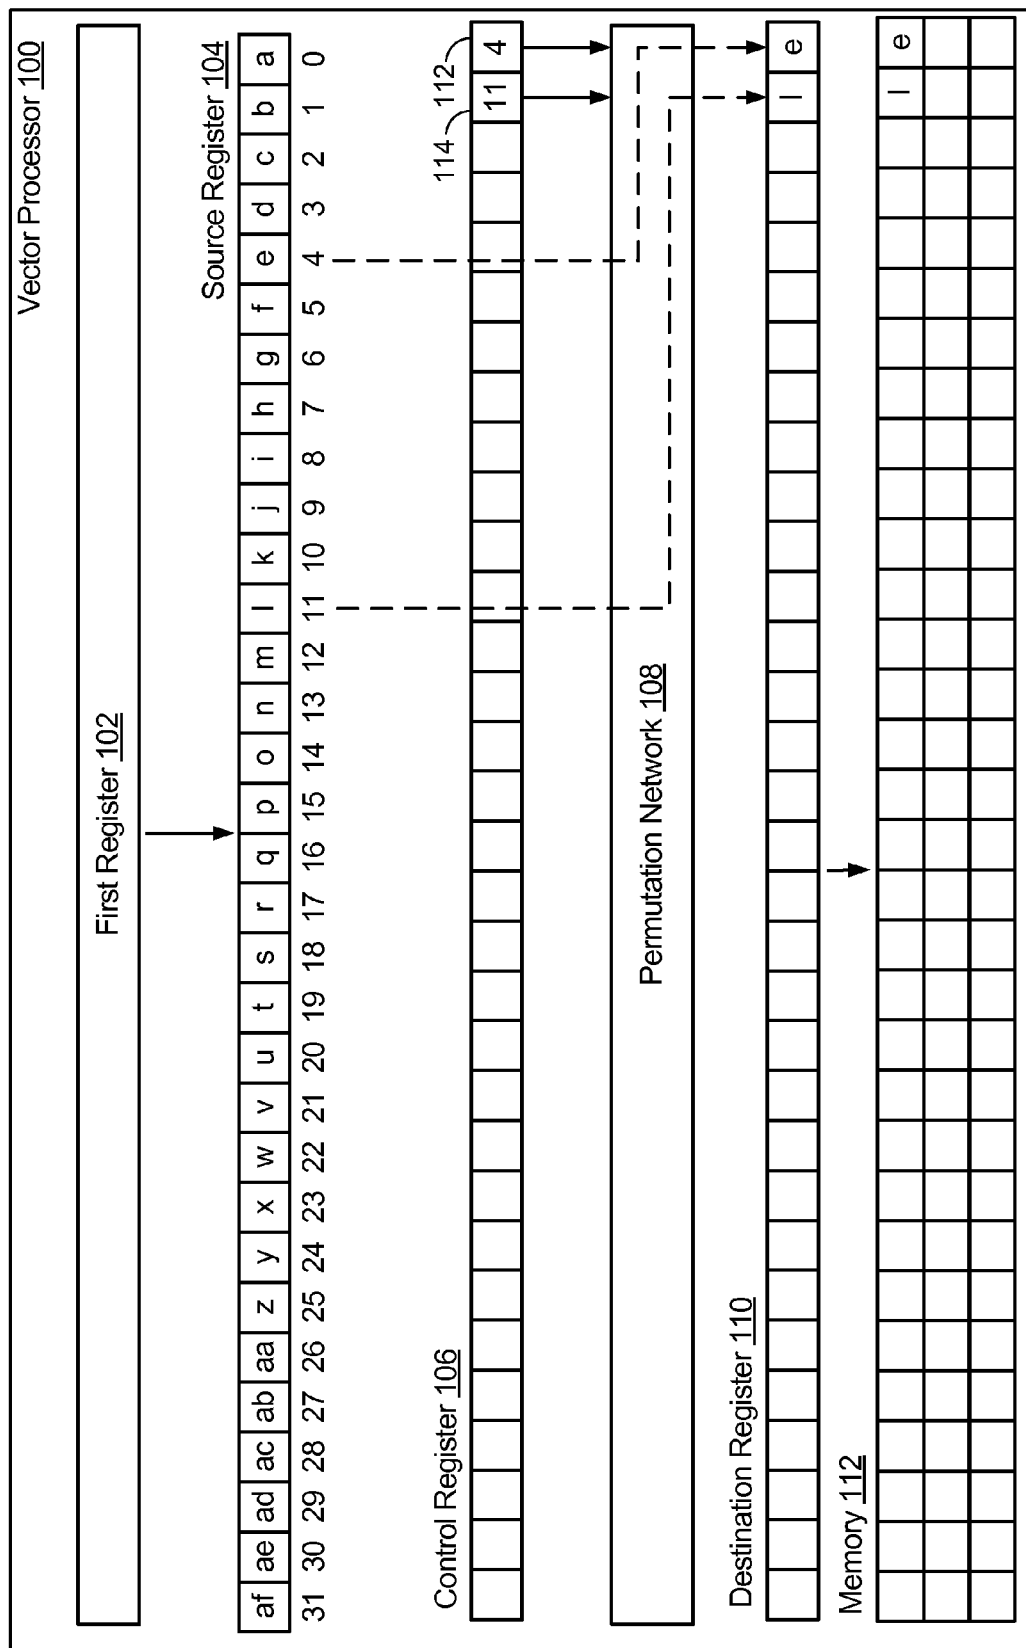 Vector Processor 100
First Register 102
Source Register 104
af ae ad ac ab aa z y x w v u t s r q p o n m l k j i h g f e d c b a
31 30 29 28 27 26 25 24 23 22 21 20 19 18 17 16 15 14 13 12 11 10 9 8 7 6 5 4 3 2 1 0
Control Register 106
114 112
11 4
Permutation Network 108
Destination Register 110
l e
Memory 112
l e